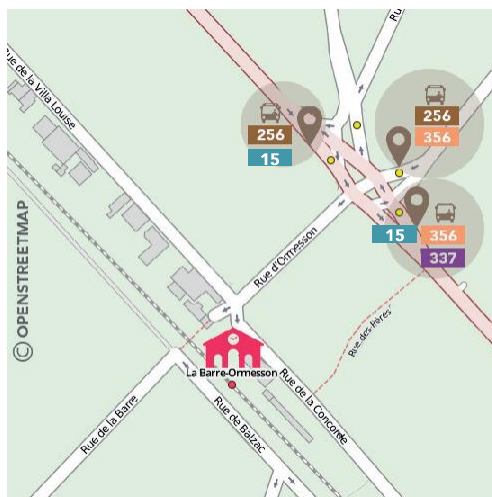 Ru
Rue de la Villa Louise
256
256
356
15
15
356
337
Rue d'Ormesson
© OPENSTREETMAP
Rue des Pères
La Barre-Ormesson
Rue de la Concorde
Rue de la Barre
Rue de Balzac